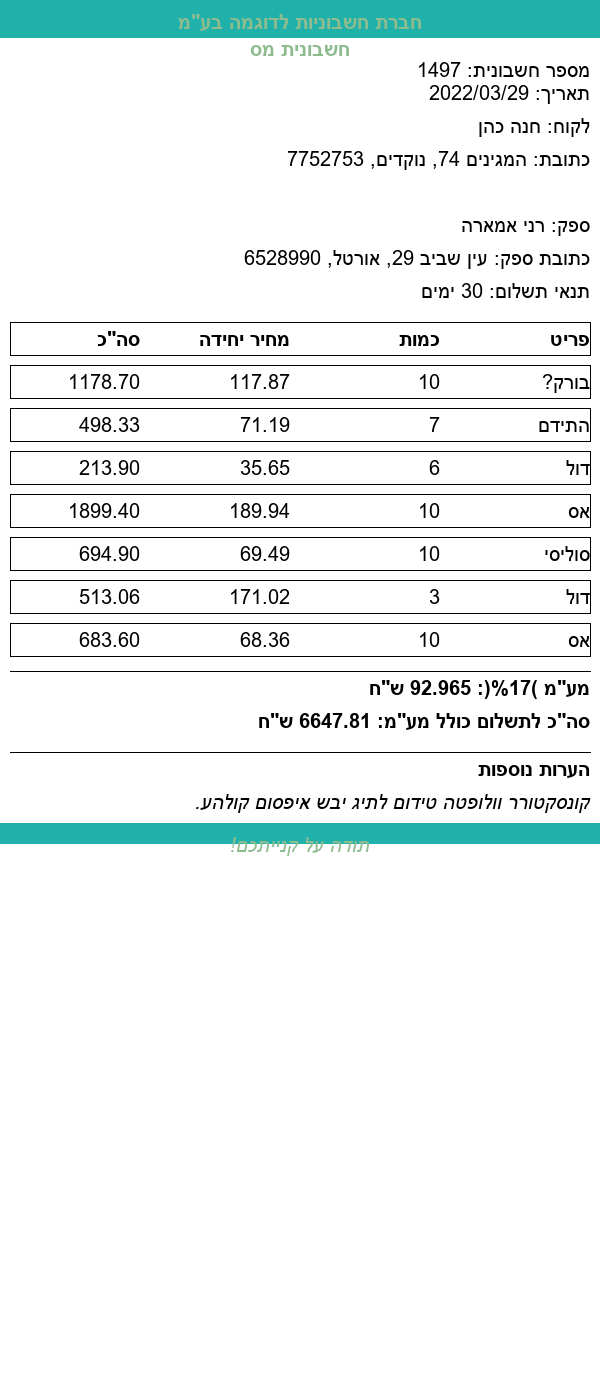 חברת חשבוניות לדוגמה בע"מ
חשבונית מס
מספר חשבונית: 1497
תאריך: 2022/03/29
לקוח: חנה כהן
כתובת: המגינים 74, נוקדים, 7752753
ספק: רני אמארה
כתובת ספק: עין שביב 29, אורטל, 6528990
תנאי תשלום: 30 ימים
פריט כמות מחיר יחידה סה"כ
בורק? 10 117.87 1178.70
התידם 7 71.19 498.33
דול 6 35.65 213.90
אס 10 189.94 1899.40
סוליסי 10 69.49 694.90
דול 3 171.02 513.06
אס 10 68.36 683.60
מע"מ )17%(: 92.965 ש"ח
סה"כ לתשלום כולל מע"מ: 6647.81 ש"ח
הערות נוספות
קונסקטורר וולופטה טידום לתיג יבש איפסום קולהע.
תודה על קנייתכם!